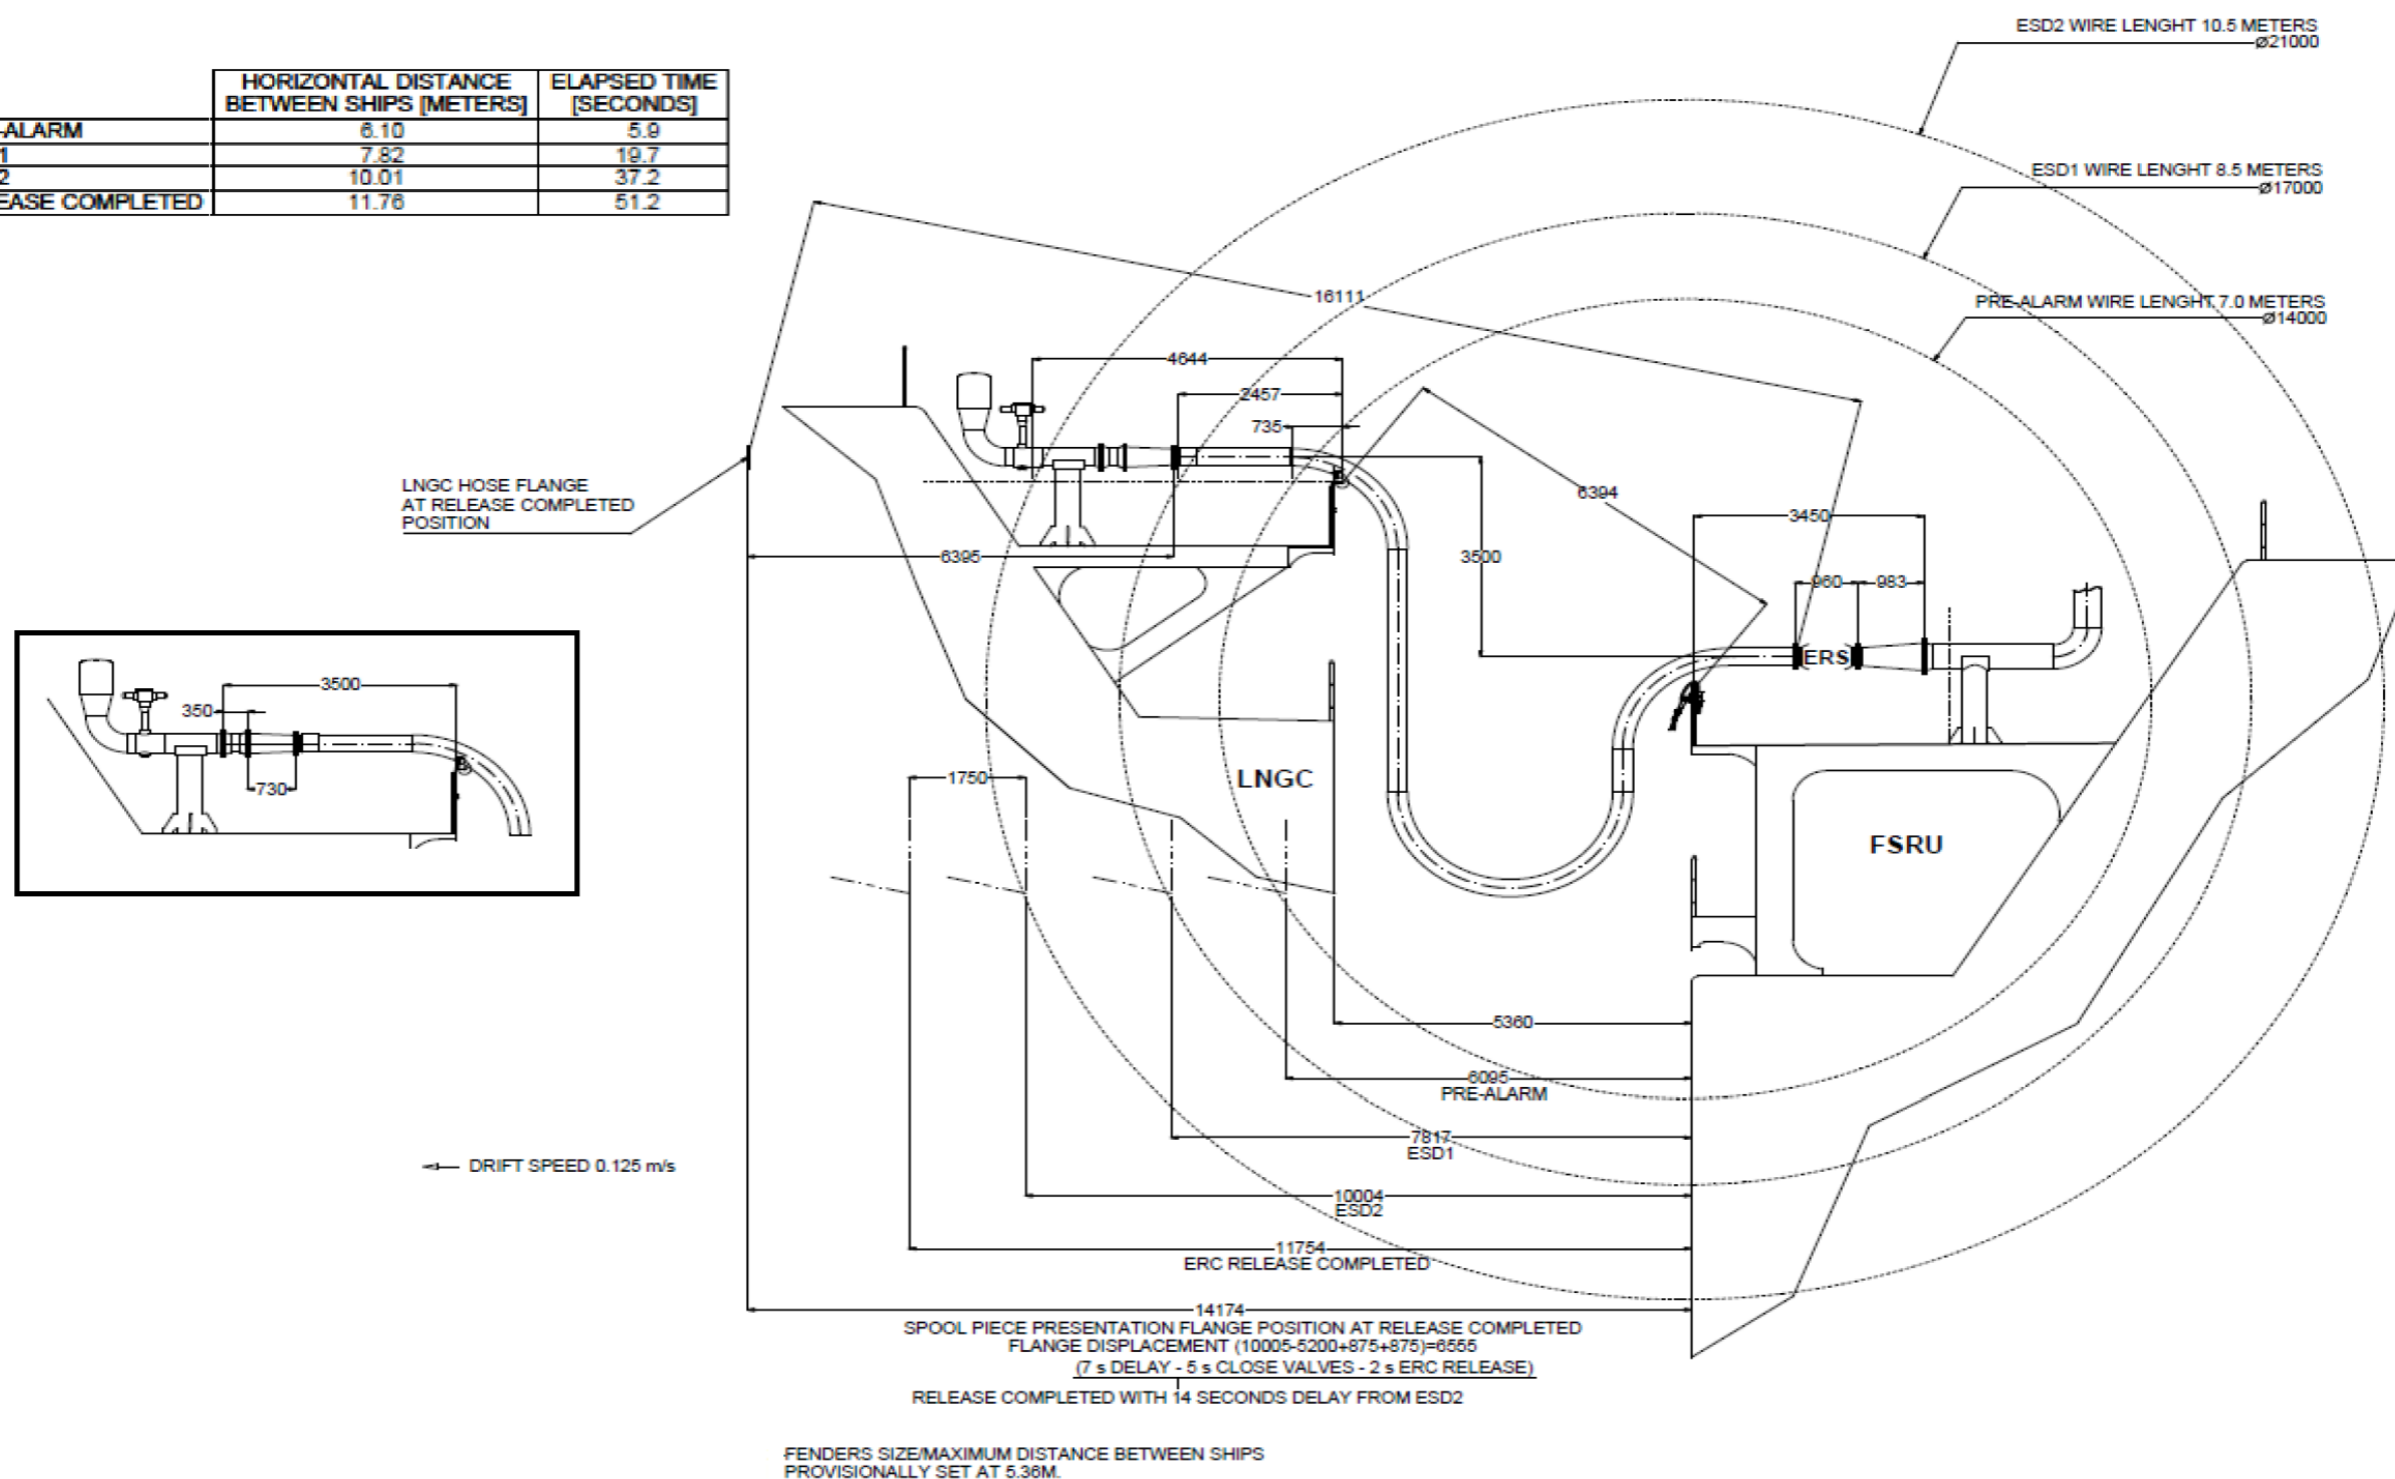 HORIZONTAL DISTANCE
BETWEEN SHIPS [METERS]
ELAPSED TIME
[SECONDS]
-ALARM 6.10 5.9
1 7.82 19.7
2 10.01 37.2
EASE COMPLETED 11.76 51.2
ESD2 WIRE LENGHT 10.5 METERS
Ø21000
ESD1 WIRE LENGHT 8.5 METERS
Ø17000
PRE-ALARM WIRE LENGHT 7.0 METERS
Ø14000
16111
4644
2457
735
6394
LNGC HOSE FLANGE
AT RELEASE COMPLETED
POSITION
3450
6395
3500
960
983
ERS
3500
350
730
1750
LNGC
FSRU
5360
6095
PRE-ALARM
7817
ESD1
DRIFT SPEED 0.125 m/s
10004
ESD2
11754
ERC RELEASE COMPLETED
14174
SPOOL PIECE PRESENTATION FLANGE POSITION AT RELEASE COMPLETED
FLANGE DISPLACEMENT (10005-5200+875+875)=6555
(7 s DELAY - 5 s CLOSE VALVES - 2 s ERC RELEASE)
RELEASE COMPLETED WITH 14 SECONDS DELAY FROM ESD2
FENDERS SIZE/MAXIMUM DISTANCE BETWEEN SHIPS
PROVISIONALLY SET AT 5.36M.